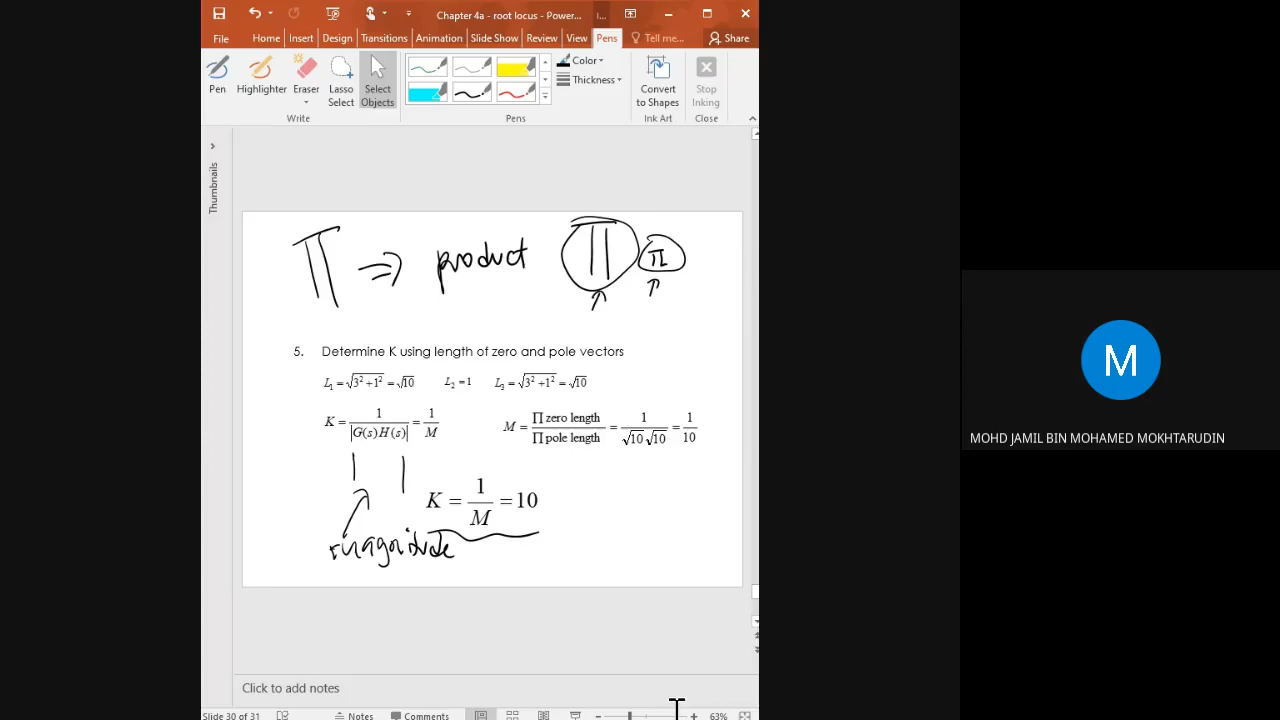 Chapter 4a - root locus - Power...
File Home Insert Design Transitions Animation Slide Show Review View Pens Tell me... Share
Pen Highlighter Eraser Lasso Select Select Objects Color Thickness Convert to Shapes Stop Inking
Write Pens Ink Art Close
Thumbnails
∏ ⇒ product ∏ π
5. Determine K using length of zero and pole vectors
L₁ = √(3² + 1²) = √10 L₂ = 1 L₃ = √(3² + 1²) = √10
K = 1 / |G(s)H(s)| = 1 / M M = ∏ zero length / ∏ pole length = 1 / √10 √10 = 1 / 10
K = 1 / M = 10
magnitude
M
MOHD JAMIL BIN MOHAMED MOKHTARUDIN
Click to add notes
Slide 30 of 31 Notes Comments 63%